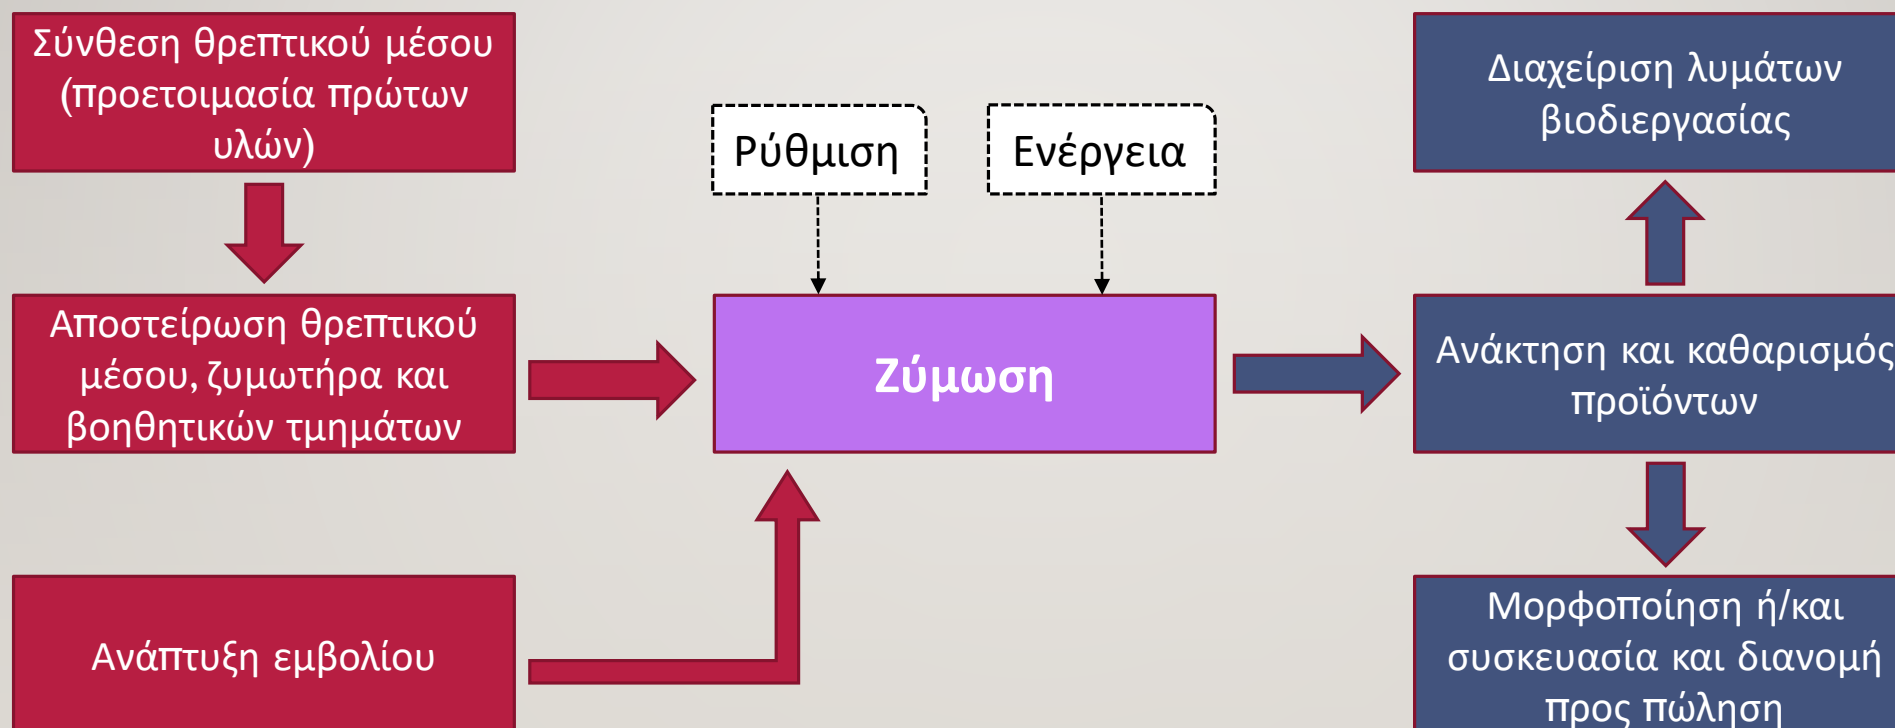 Σύνθεση θρεπτικού μέσου
(προετοιμασία πρώτων
υλών)
Αποστείρωση θρεπτικού
μέσου, ζυμωτήρα και
βοηθητικών τμημάτων
Ανάπτυξη εμβολίου
Ρύθμιση
Ενέργεια
Ζύμωση
Διαχείριση λυμάτων
βιοδιεργασίας
Ανάκτηση και καθαρισμός
προϊόντων
Μορφοποίηση ή/και
συσκευασία και διανομή
προς πώληση